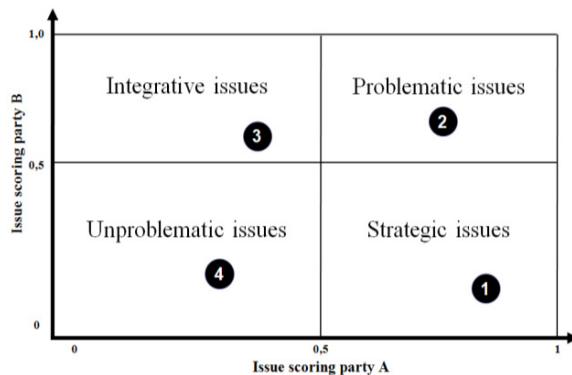 1,0
Integrative issues
Problematic issues
2
3
Issue scoring party B
0,5
Unproblematic issues
Strategic issues
4
1
0
0
0,5
1
Issue scoring party A